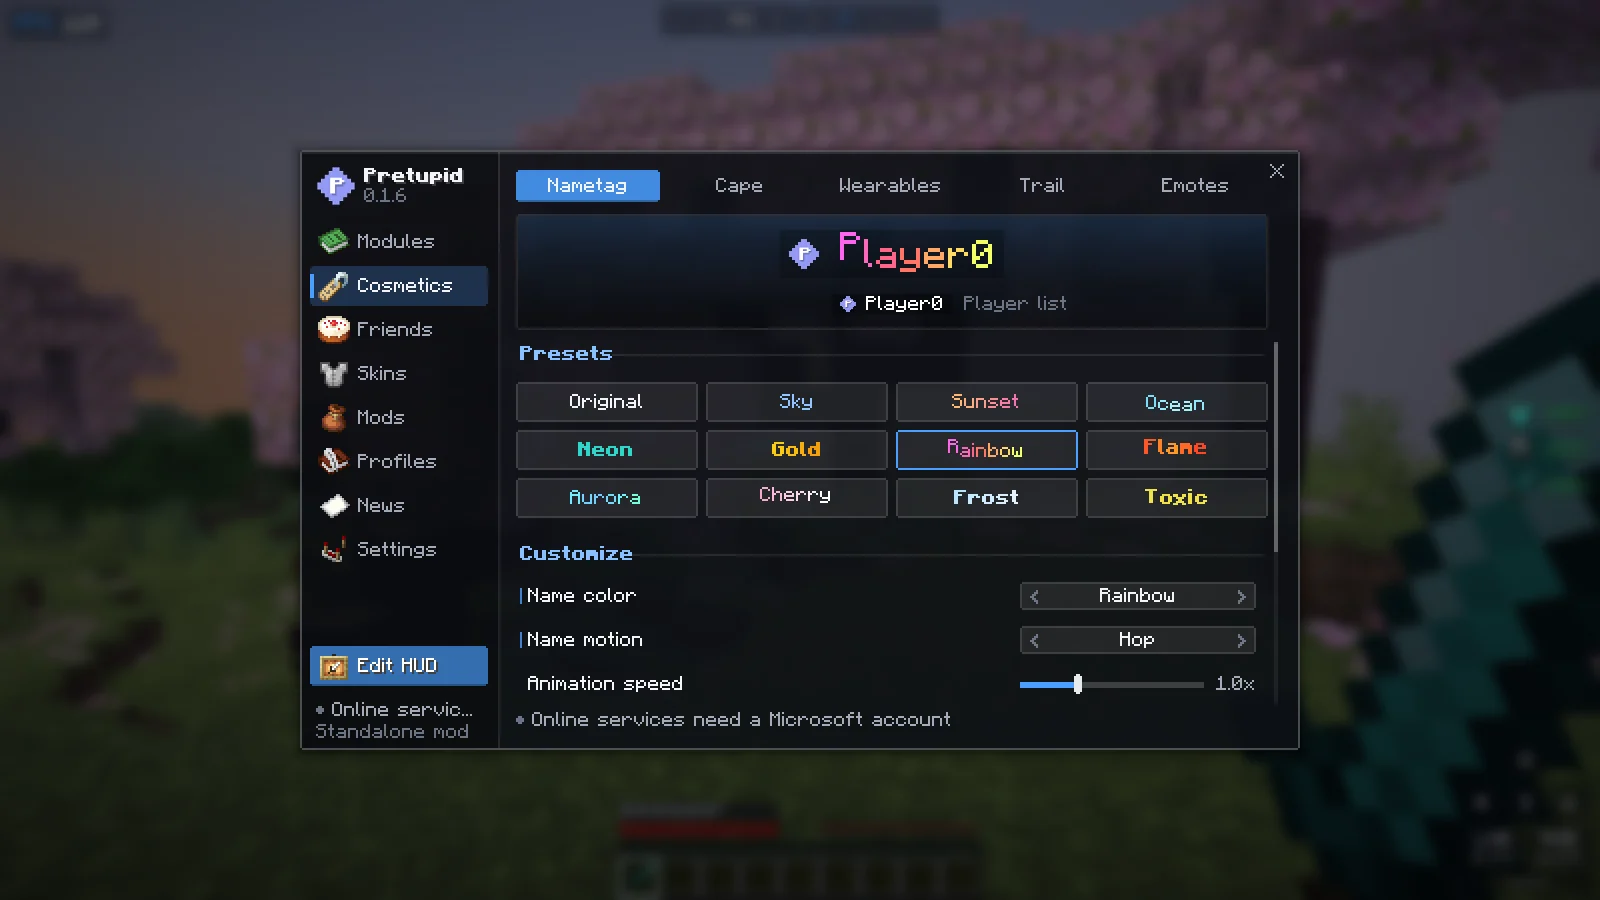 Pretupid
0.1.6
Modules
Cosmetics
Friends
Skins
Mods
Profiles
News
Settings
Edit HUD
Online servic...
Standalone mod
Nametag Cape Wearables Trail Emotes
P Player0
Player0 Player list
Presets
Original Sky Sunset Ocean
Neon Gold Rainbow Flame
Aurora Cherry Frost Toxic
Customize
Name color < Rainbow >
Name motion < Hop >
Animation speed 1.0x
Online services need a Microsoft account